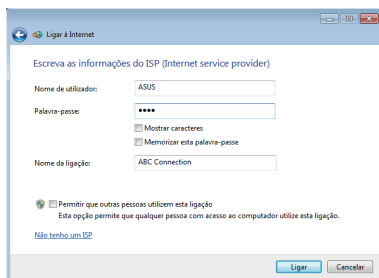 Ligar à Internet
Escreva as informações do ISP (Internet service provider)
Nome de utilizador:
ASUS
Palavra-passe:
••••
Mostrar caracteres
Memorizar esta palavra-passe
Nome da ligação:
ABC Connection
Permitir que outras pessoas utilizem esta ligação
Esta opção permite que qualquer pessoa com acesso ao computador utilize esta ligação.
Não tenho um ISP
Ligar
Cancelar